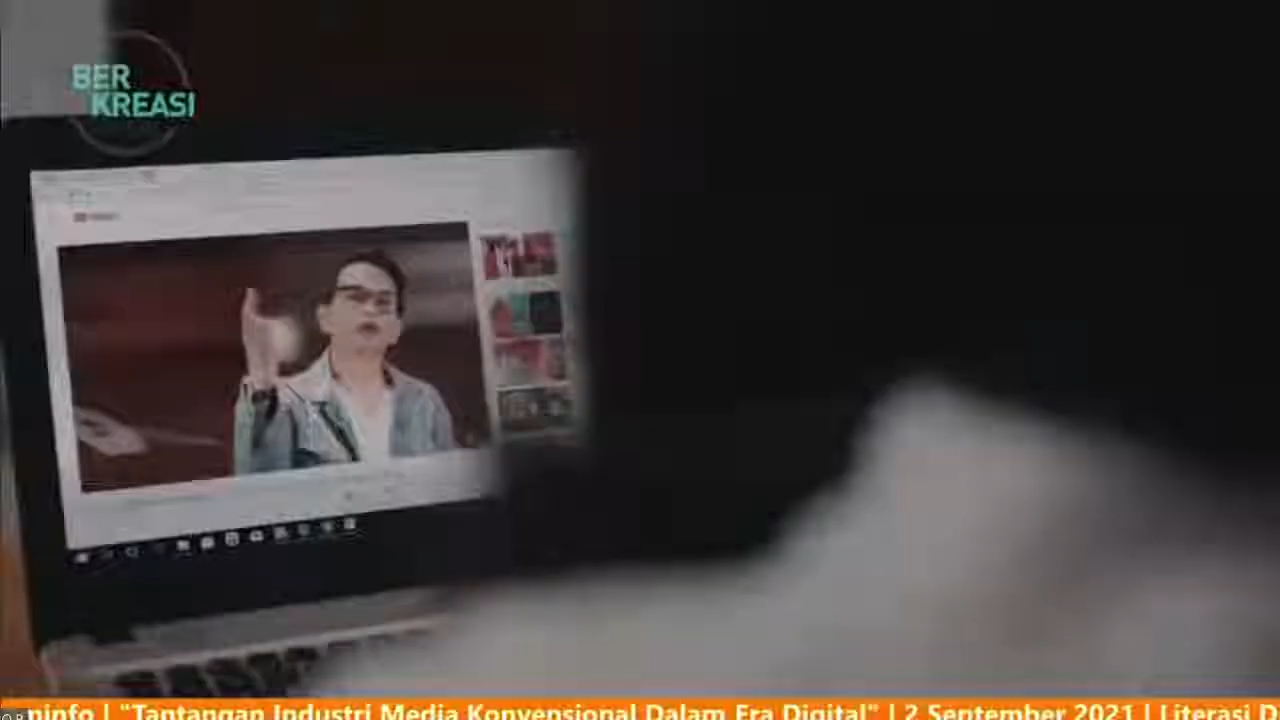 BER
KREASI
ninfo | "Tantangan Industri Media Konvensional Dalam Era Digital" | 2 September 2021 | Literasi D